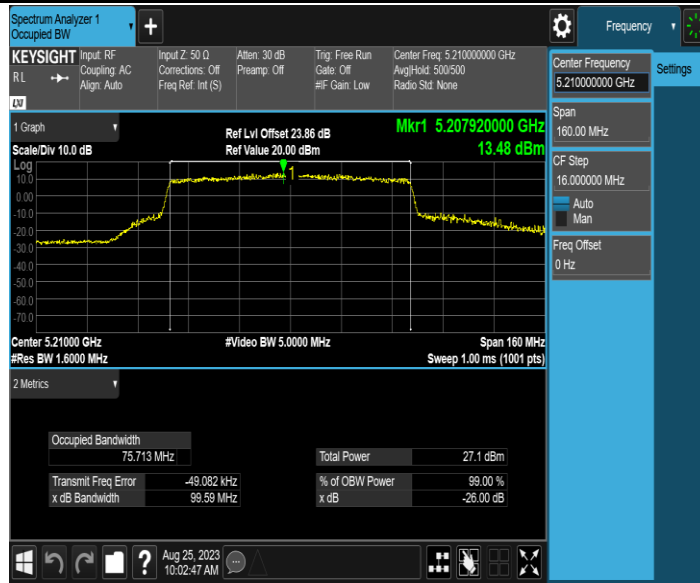 Spectrum Analyzer 1
Occupied BW
+
Frequency
KEYSIGHT
RL
LXI
Input: RF
Coupling: AC
Align: Auto
Input Z: 50 Ω
Corrections: Off
Freq Ref: Int (S)
Atten: 30 dB
Preamp: Off
Trig: Free Run
Gate: Off
#IF Gain: Low
Center Freq: 5.210000000 GHz
Avg|Hold: 500/500
Radio Std: None
Center Frequency
5.210000000 GHz
Settings
Span
160.00 MHz
CF Step
16.000000 MHz
Auto
Man
Freq Offset
0 Hz
1 Graph
Scale/Div 10.0 dB
Ref Lvl Offset 23.86 dB
Ref Value 20.00 dBm
Mkr1 5.207920000 GHz
13.48 dBm
Log
10.0
0.00
-10.0
-20.0
-30.0
-40.0
-50.0
-60.0
-70.0
1
Center 5.21000 GHz
#Res BW 1.6000 MHz
#Video BW 5.0000 MHz
Span 160 MHz
Sweep 1.00 ms (1001 pts)
2 Metrics
Occupied Bandwidth
75.713 MHz
Total Power 27.1 dBm
Transmit Freq Error -49.082 kHz
% of OBW Power 99.00 %
x dB Bandwidth 99.59 MHz
x dB -26.00 dB
?
Aug 25, 2023
10:02:47 AM